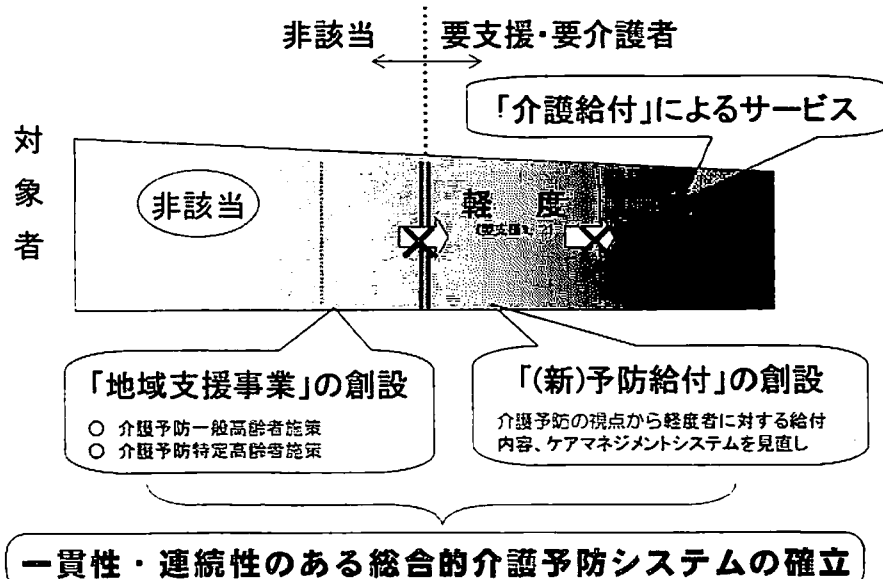 非該当 要支援・要介護者
「介護給付」によるサービス
対象者
非該当
軽 度
(要支援1, 2)
「地域支援事業」の創設
○ 介護予防一般高齢者施策
○ 介護予防特定高齢者施策
「(新)予防給付」の創設
介護予防の視点から軽度者に対する給付
内容、ケアマネジメントシステムを見直し
一貫性・連続性のある総合的介護予防システムの確立